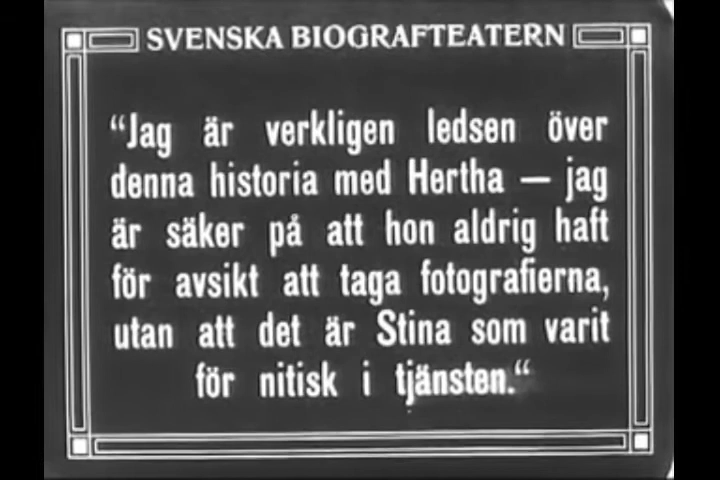 SVENSKA BIOGRAFTEATERN
“Jag är verkligen ledsen över
denna historia med Hertha — jag
är säker på att hon aldrig haft
för avsikt att taga fotografierna,
utan att det är Stina som varit
för nitisk i tjänsten.“